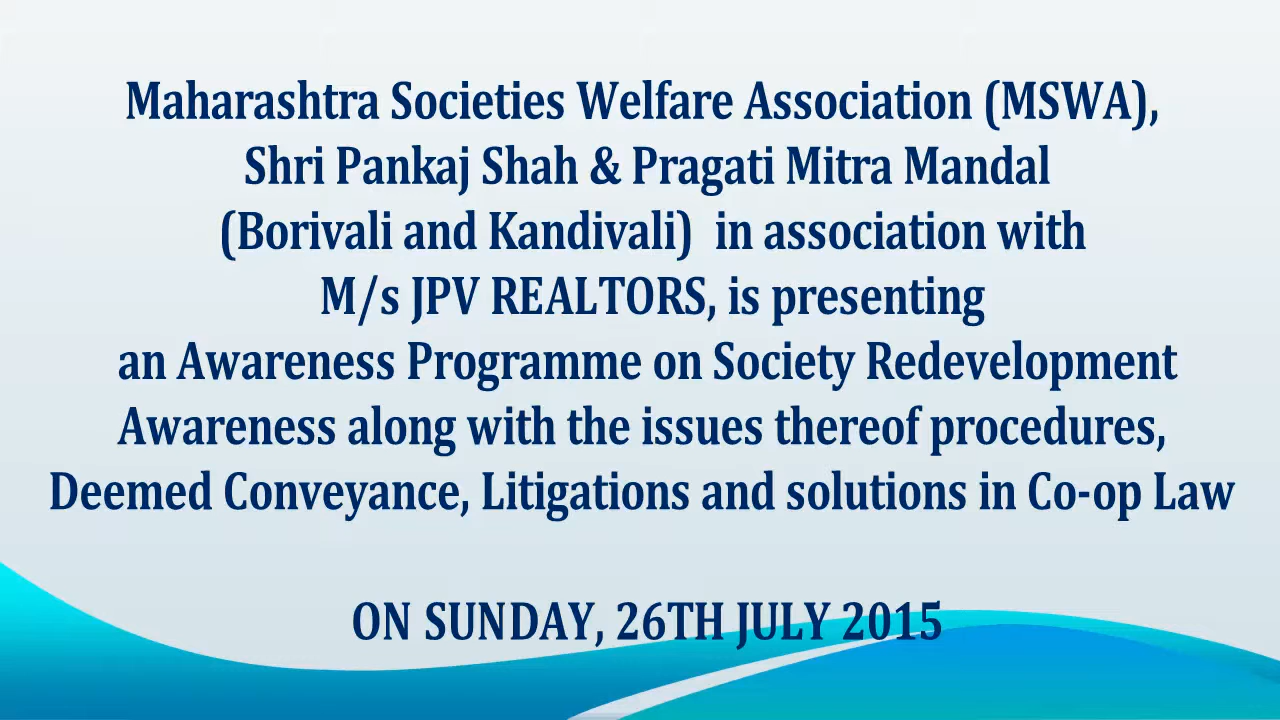 Maharashtra Societies Welfare Association (MSWA),
Shri Pankaj Shah & Pragati Mitra Mandal
(Borivali and Kandivali) in association with
M/s JPV REALTORS, is presenting
an Awareness Programme on Society Redevelopment
Awareness along with the issues thereof procedures,
Deemed Conveyance, Litigations and solutions in Co-op Law
ON SUNDAY, 26TH JULY 2015